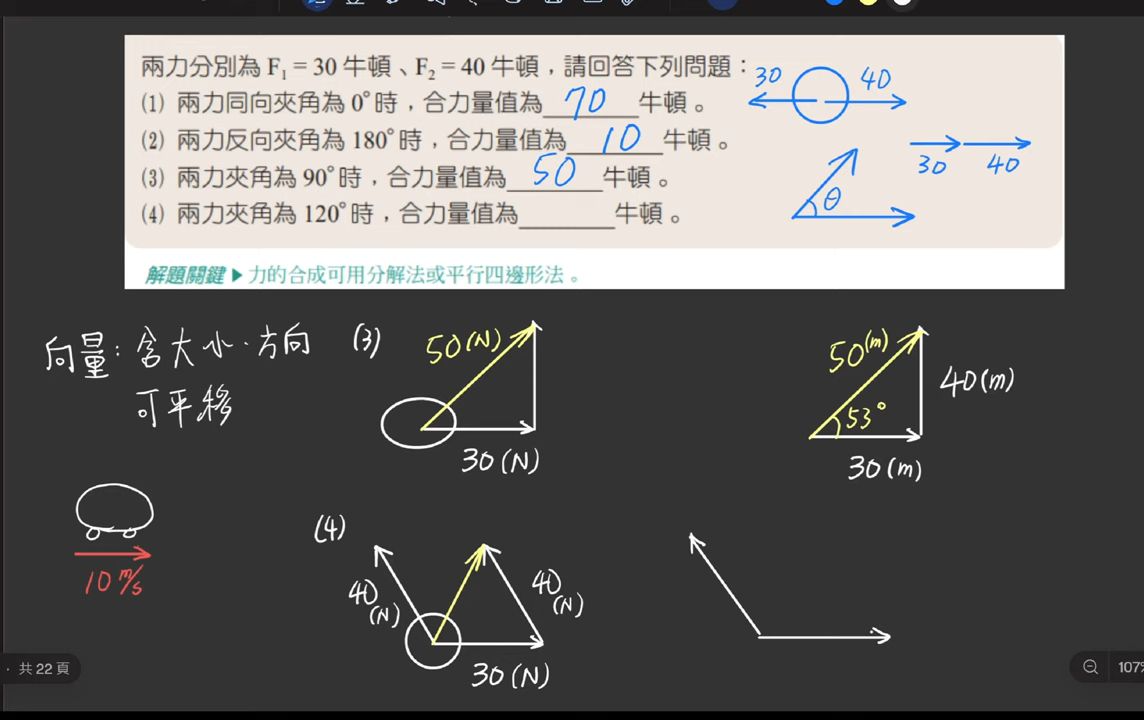 兩力分別為 F₁ = 30 牛頓、F₂ = 40 牛頓，請回答下列問題：
(1) 兩力同向夾角為 0°時，合力量值為 70 牛頓。
(2) 兩力反向夾角為 180°時，合力量值為 10 牛頓。
(3) 兩力夾角為 90°時，合力量值為 50 牛頓。
(4) 兩力夾角為 120°時，合力量值為______牛頓。
30 40
30 40
θ
解題關鍵▶力的合成可用分解法或平行四邊形法。
向量：含大小、方向
可平移
(3)
50(N)
30(N)
50(m)
40(m)
53°
30(m)
10 m/s
(4)
40(N)
40(N)
30(N)
· 共 22 頁
107%